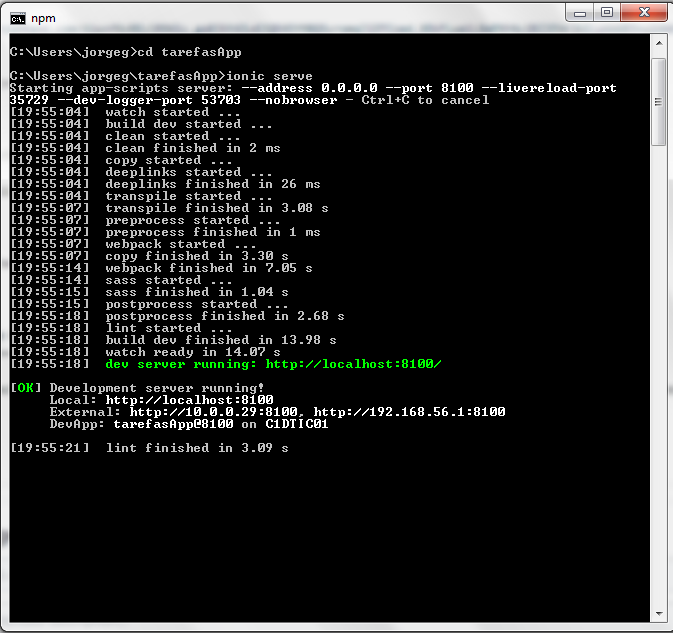 npm
C:\Users\jorgeg>cd tarefasApp
C:\Users\jorgeg\tarefasApp>ionic serve
Starting app-scripts server: --address 0.0.0.0 --port 8100 --livereload-port
35729 --dev-logger-port 53703 --nobrowser - Ctrl+C to cancel
[19:55:04]  watch started ...
[19:55:04]  build dev started ...
[19:55:04]  clean started ...
[19:55:04]  clean finished in 2 ms
[19:55:04]  copy started ...
[19:55:04]  deeplinks started ...
[19:55:04]  deeplinks finished in 26 ms
[19:55:04]  transpile started ...
[19:55:07]  transpile finished in 3.08 s
[19:55:07]  preprocess started ...
[19:55:07]  preprocess finished in 1 ms
[19:55:07]  webpack started ...
[19:55:07]  copy finished in 3.30 s
[19:55:14]  webpack finished in 7.05 s
[19:55:14]  sass started ...
[19:55:15]  sass finished in 1.04 s
[19:55:15]  postprocess started ...
[19:55:18]  postprocess finished in 2.68 s
[19:55:18]  lint started ...
[19:55:18]  build dev finished in 13.98 s
[19:55:18]  watch ready in 14.07 s
[19:55:18]  dev server running: http://localhost:8100/
[OK] Development server running!
     Local: http://localhost:8100
     External: http://10.0.0.29:8100, http://192.168.56.1:8100
     DevApp: tarefasApp@8100 on C1DTIC01
[19:55:21]  lint finished in 3.09 s